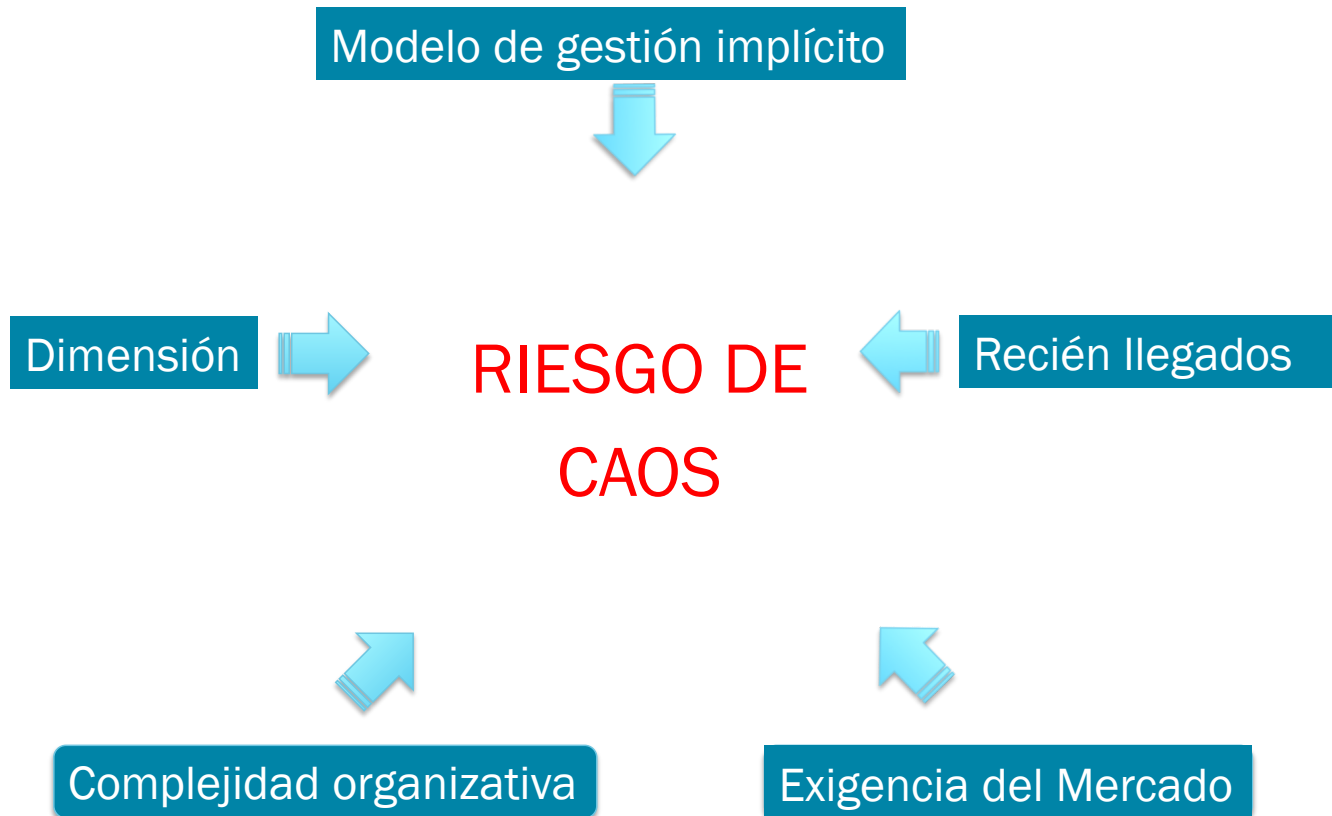 Modelo de gestión implícito
Dimensión
RIESGO DE
CAOS
Recién llegados
Complejidad organizativa
Exigencia del Mercado